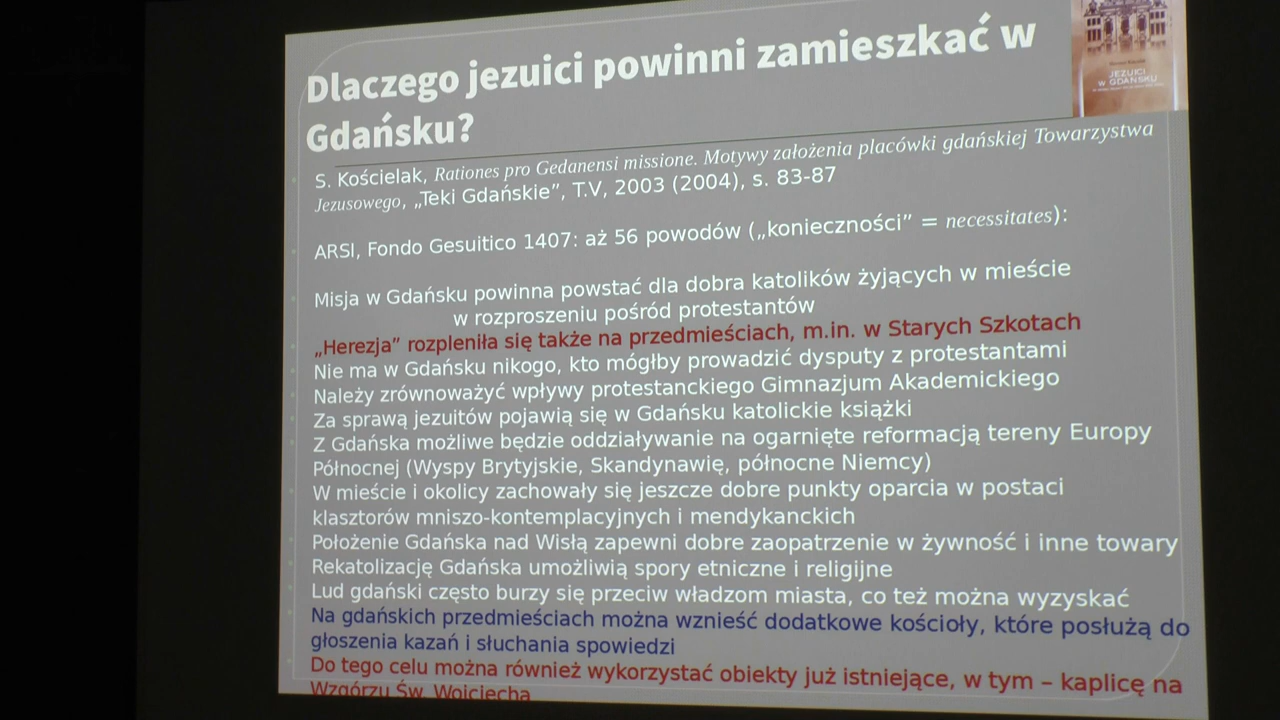 Dlaczego jezuici powinni zamieszkać w
Gdańsku?
JEZUICI
W GDAŃSKU
S. Kościelak, Rationes pro Gedanensi missione. Motywy założenia placówki gdańskiej Towarzystwa
Jezusowego, „Teki Gdańskie”, T.V, 2003 (2004), s. 83-87
ARSI, Fondo Gesuitico 1407: aż 56 powodów („konieczności” = necessitates):
Misja w Gdańsku powinna powstać dla dobra katolików żyjących w mieście
w rozproszeniu pośród protestantów
„Herezja” rozpleniła się także na przedmieściach, m.in. w Starych Szkotach
Nie ma w Gdańsku nikogo, kto mógłby prowadzić dysputy z protestantami
Należy zrównoważyć wpływy protestanckiego Gimnazjum Akademickiego
Za sprawą jezuitów pojawią się w Gdańsku katolickie książki
Z Gdańska możliwe będzie oddziaływanie na ogarnięte reformacją tereny Europy
Północnej (Wyspy Brytyjskie, Skandynawię, północne Niemcy)
W mieście i okolicy zachowały się jeszcze dobre punkty oparcia w postaci
klasztorów mniszo-kontemplacyjnych i mendykanckich
Położenie Gdańska nad Wisłą zapewni dobre zaopatrzenie w żywność i inne towary
Rekatolizację Gdańska umożliwią spory etniczne i religijne
Lud gdański często burzy się przeciw władzom miasta, co też można wyzyskać
Na gdańskich przedmieściach można wznieść dodatkowe kościoły, które posłużą do
głoszenia kazań i słuchania spowiedzi
Do tego celu można również wykorzystać obiekty już istniejące, w tym – kaplicę na
Wzgórzu Św. Wojciecha